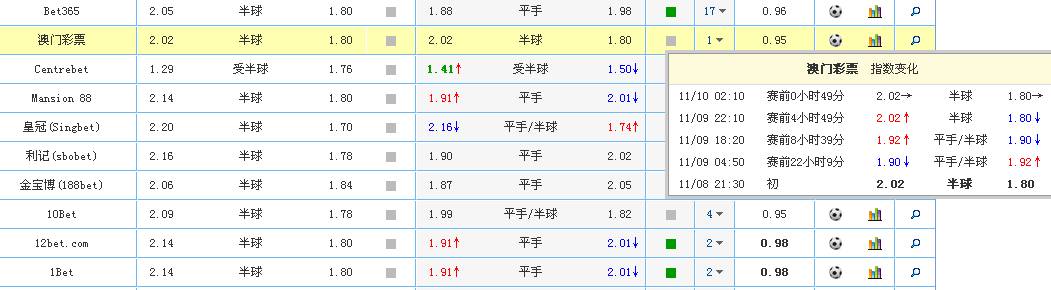 Bet365 2.05 半球 1.80 1.88 平手 1.98 17 0.96
澳门彩票 2.02 半球 1.80 2.02 半球 1.80 1 0.95
Centrebet 1.29 受半球 1.76 1.41↑ 受半球 1.50↓
澳门彩票 指数变化
Mansion 88 2.14 半球 1.80 1.91↑ 平手 2.01↓
11/10 02:10 赛前0小时49分 2.02→ 半球 1.80→
皇冠(Singbet) 2.20 半球 1.70 2.16↓ 平手/半球 1.74↑
11/09 22:10 赛前4小时49分 2.02↑ 半球 1.80↓
11/09 18:20 赛前8小时39分 1.92↑ 平手/半球 1.90↓
利记(sbobet) 2.16 半球 1.78 1.90 平手 2.02
11/09 04:50 赛前22小时9分 1.90↓ 平手/半球 1.92↑
金宝博(188bet) 2.06 半球 1.84 1.87 平手 2.05
11/08 21:30 初 2.02 半球 1.80
10Bet 2.09 半球 1.78 1.99 平手/半球 1.82 4 0.95
12bet.com 2.14 半球 1.80 1.91↑ 平手 2.01↓ 2 0.98
1Bet 2.14 半球 1.80 1.91↑ 平手 2.01↓ 2 0.98